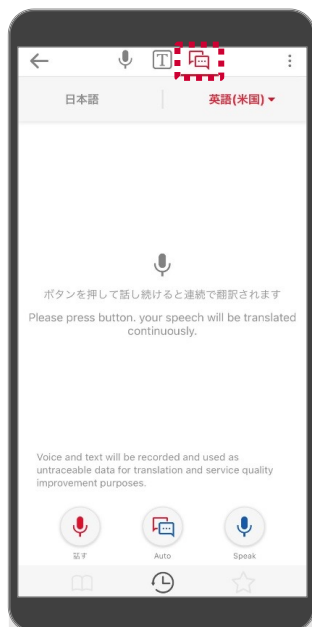 T
日本語
英語(米国)
ボタンを押して話し続けると連続で翻訳されます
Please press button. your speech will be translated
continuously.
Voice and text will be recorded and used as
untraceable data for translation and service quality
improvement purposes.
話す
Auto
Speak